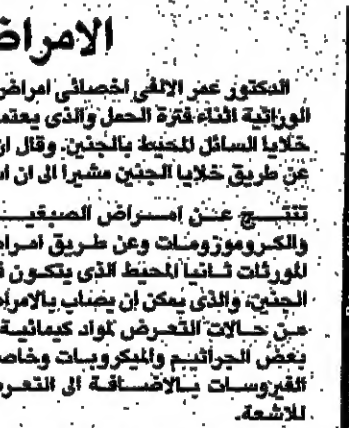 الامراض
الدكتور عمر الالفي اخصائي امراض
الوراثية اثناء فترة الحمل والذي يعتمد
خلايا السائل المحيط بالجنين. وقال ان
عن طريق خلايا الجنين مشيرا الى ان
تنتج عن امراض الصبغيـ
والكروموزومات وعن طريق امراض
المورثات ثانيا المحيط الذي يتكون
الجنين، والذي يمكن ان يصاب بالامراض
من حالات التعرض لمواد كيمائية
بعض الجراثيم والميكروبات وخاصة
الفيروسات بالاضافة الى التعرض
للاشعة.